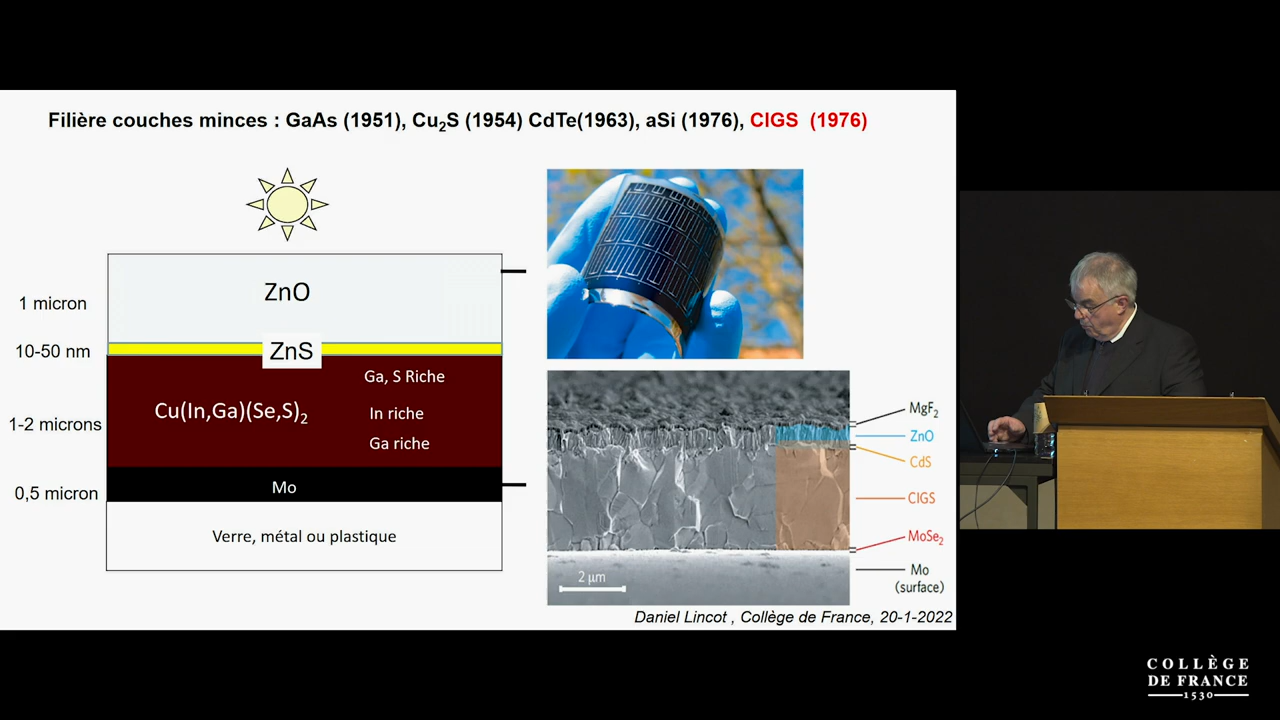 Filière couches minces : GaAs (1951), Cu₂S (1954) CdTe(1963), aSi (1976), CIGS (1976)
1 micron
ZnO
10-50 nm
ZnS
Ga, S Riche
1-2 microns
Cu(In,Ga)(Se,S)₂
In riche
Ga riche
0,5 micron
Mo
Verre, métal ou plastique
MgF₂
ZnO
CdS
CIGS
MoSe₂
Mo
(surface)
2 µm
Daniel Lincot , Collège de France, 20-1-2022
COLLÈGE
DE FRANCE
1530